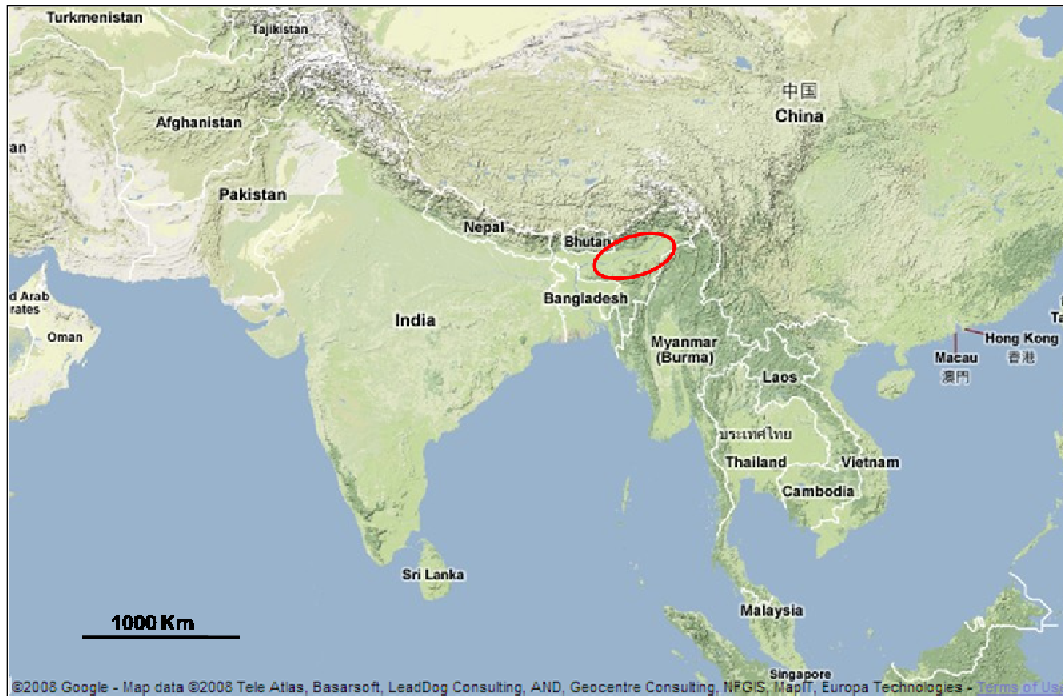 Turkmenistan
Tajikistan
中国
China
Afghanistan
an
Pakistan
Nepal
Bhutan
Bangladesh
d Arab
rates
India
Oman
Ta
Myanmar
(Burma)
Hong Kong
香港
Macau
澳門
Laos
ประเทศไทย
Thailand
Vietnam
Cambodia
Sri Lanka
Malaysia
1000 Km
Singapore
©2008 Google - Map data ©2008 Tele Atlas, Basarsoft, LeadDog Consulting, AND, Geocentre Consulting, NFGIS, MapIT, Europa Technologies - Terms of Us